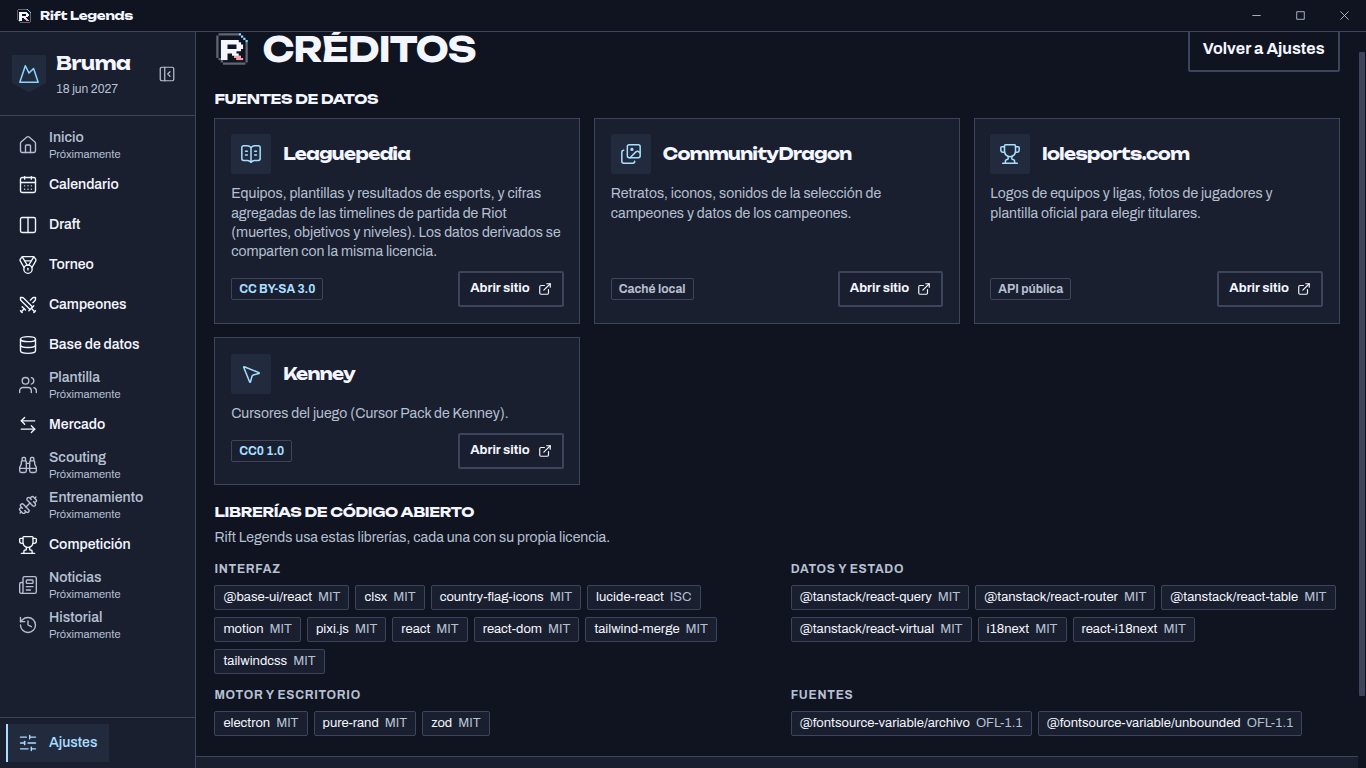 Rift Legends
Bruma
18 jun 2027
Inicio
Próximamente
Calendario
Draft
Torneo
Campeones
Base de datos
Plantilla
Próximamente
Mercado
Scouting
Próximamente
Entrenamiento
Próximamente
Competición
Noticias
Próximamente
Historial
Próximamente
Ajustes
CRÉDITOS
Volver a Ajustes
FUENTES DE DATOS
Leaguepedia
Equipos, plantillas y resultados de esports, y cifras
agregadas de las timelines de partida de Riot
(muertes, objetivos y niveles). Los datos derivados se
comparten con la misma licencia.
CC BY-SA 3.0
Abrir sitio
CommunityDragon
Retratos, iconos, sonidos de la selección de
campeones y datos de los campeones.
Caché local
Abrir sitio
lolesports.com
Logos de equipos y ligas, fotos de jugadores y
plantilla oficial para elegir titulares.
API pública
Abrir sitio
Kenney
Cursores del juego (Cursor Pack de Kenney).
CC0 1.0
Abrir sitio
LIBRERÍAS DE CÓDIGO ABIERTO
Rift Legends usa estas librerías, cada una con su propia licencia.
INTERFAZ
@base-ui/react MIT
clsx MIT
country-flag-icons MIT
lucide-react ISC
motion MIT
pixi.js MIT
react MIT
react-dom MIT
tailwind-merge MIT
tailwindcss MIT
DATOS Y ESTADO
@tanstack/react-query MIT
@tanstack/react-router MIT
@tanstack/react-table MIT
@tanstack/react-virtual MIT
i18next MIT
react-i18next MIT
MOTOR Y ESCRITORIO
electron MIT
pure-rand MIT
zod MIT
FUENTES
@fontsource-variable/archivo OFL-1.1
@fontsource-variable/unbounded OFL-1.1